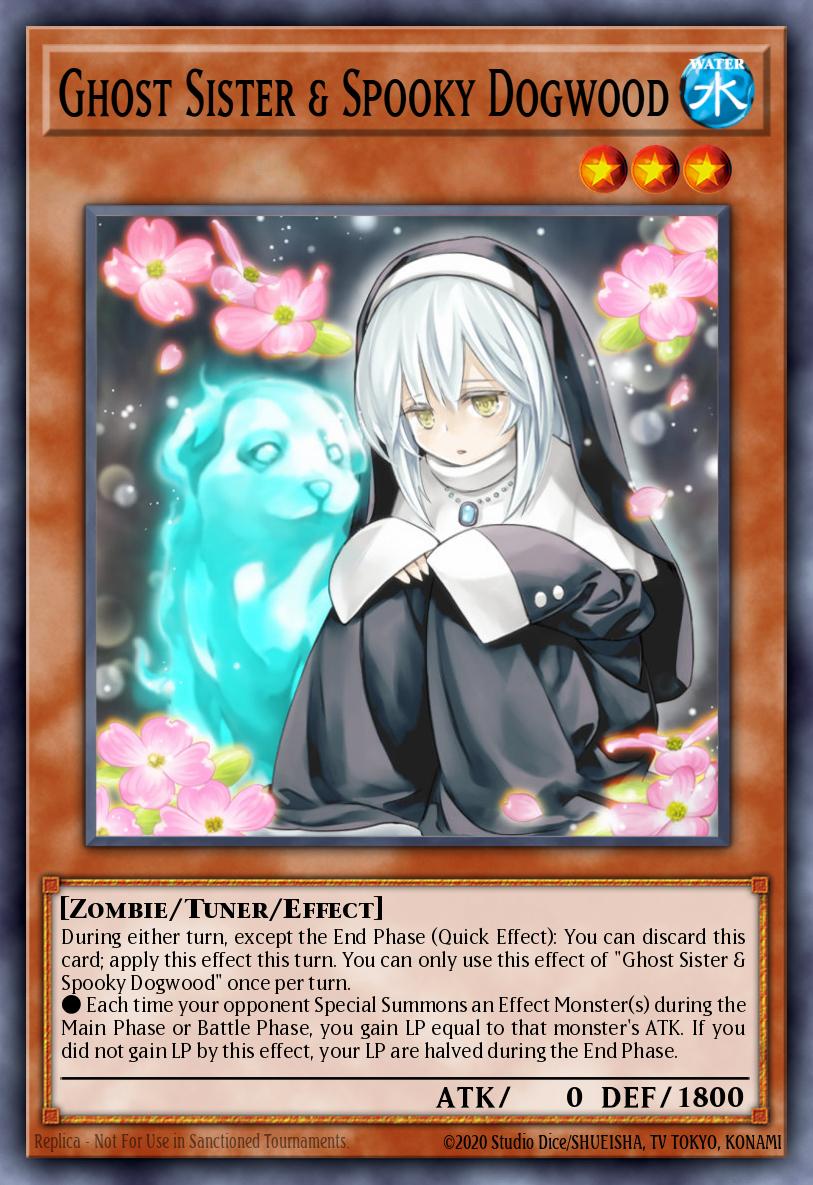 Ghost Sister & Spooky Dogwood
WATER
水
[Zombie/Tuner/Effect]
During either turn, except the End Phase (Quick Effect): You can discard this
card; apply this effect this turn. You can only use this effect of "Ghost Sister &
Spooky Dogwood" once per turn.
● Each time your opponent Special Summons an Effect Monster(s) during the
Main Phase or Battle Phase, you gain LP equal to that monster's ATK. If you
did not gain LP by this effect, your LP are halved during the End Phase.
ATK/ 0 DEF/1800
Replica - Not For Use in Sanctioned Tournaments.
©2020 Studio Dice/SHUEISHA, TV TOKYO, KONAMI